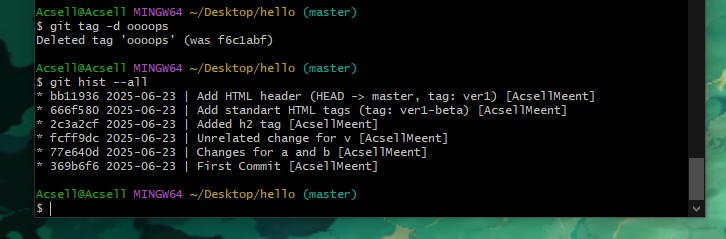 Acsell@Acsell MINGW64 ~/Desktop/hello (master)
$ git tag -d oooops
Deleted tag 'oooops' (was f6c1abf)
Acsell@Acsell MINGW64 ~/Desktop/hello (master)
$ git hist --all
* bb11936 2025-06-23 | Add HTML header (HEAD -> master, tag: ver1) [AcsellMeent]
* 666f580 2025-06-23 | Add standart HTML tags (tag: ver1-beta) [AcsellMeent]
* 2c3a2cf 2025-06-23 | Added h2 tag [AcsellMeent]
* fcff9dc 2025-06-23 | Unrelated change for v [AcsellMeent]
* 77e640d 2025-06-23 | Changes for a and b [AcsellMeent]
* 369b6f6 2025-06-23 | First Commit [AcsellMeent]
Acsell@Acsell MINGW64 ~/Desktop/hello (master)
$